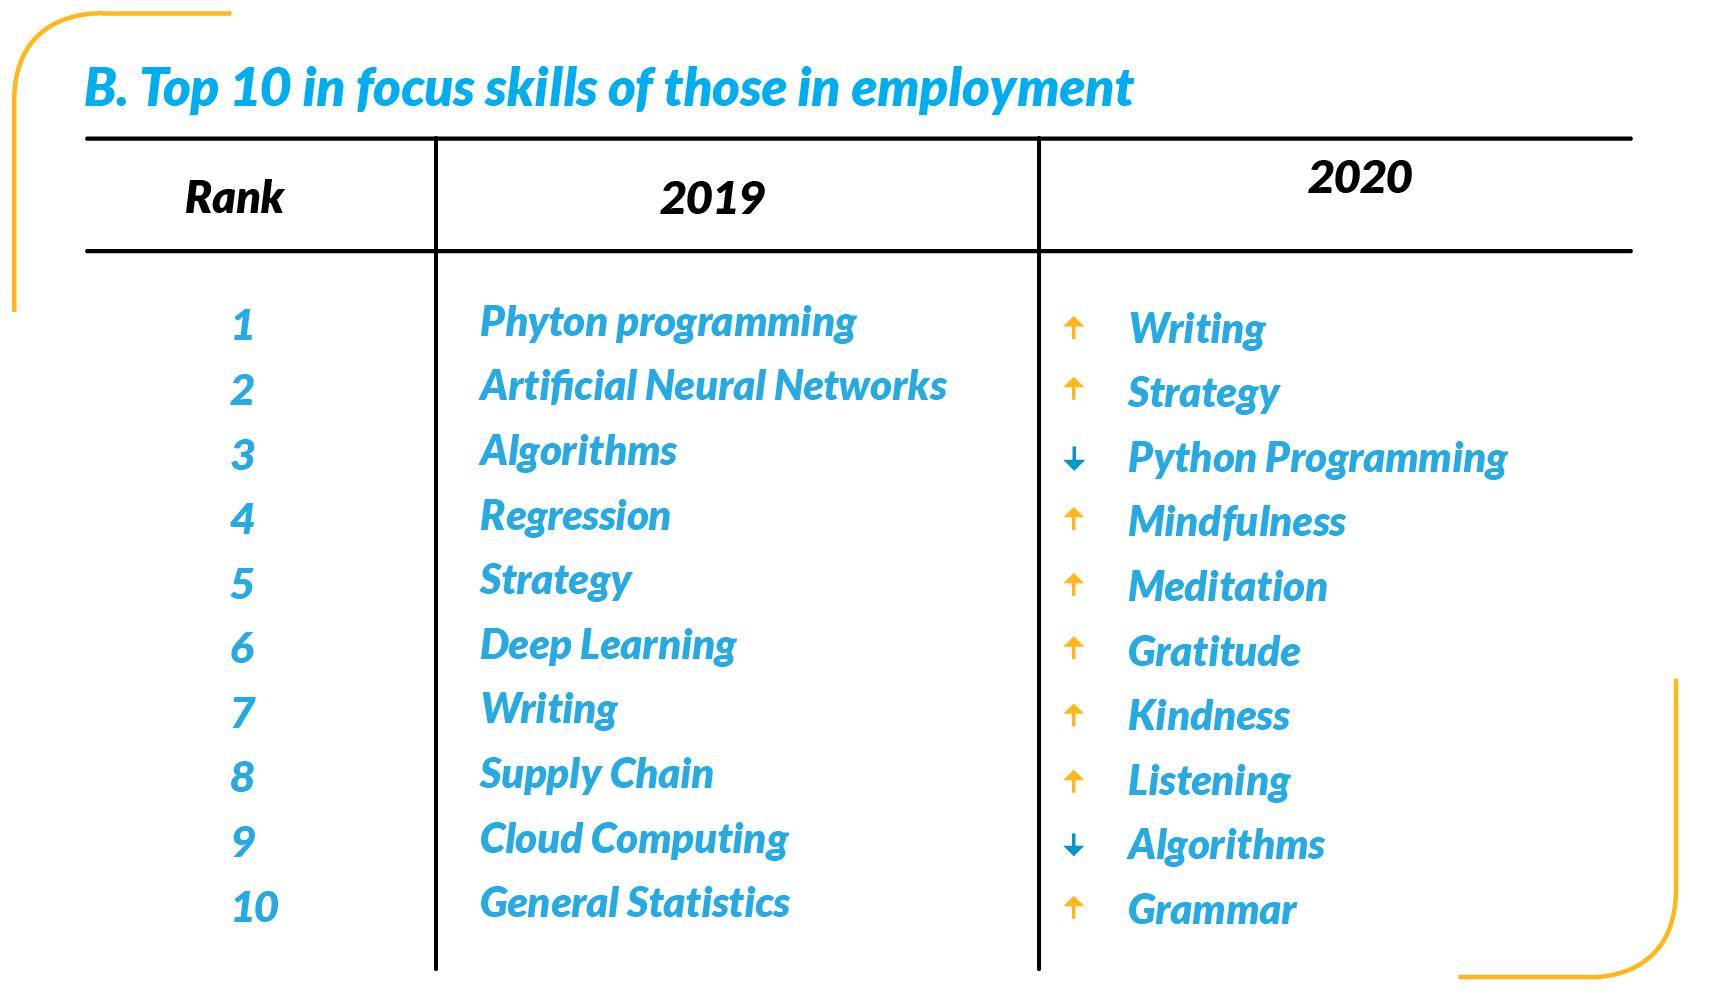 B. Top 10 in focus skills of those in employment
Rank 2019 2020
1 Phyton programming ↑ Writing
2 Artificial Neural Networks ↑ Strategy
3 Algorithms ↓ Python Programming
4 Regression ↑ Mindfulness
5 Strategy ↑ Meditation
6 Deep Learning ↑ Gratitude
7 Writing ↑ Kindness
8 Supply Chain ↑ Listening
9 Cloud Computing ↓ Algorithms
10 General Statistics ↑ Grammar